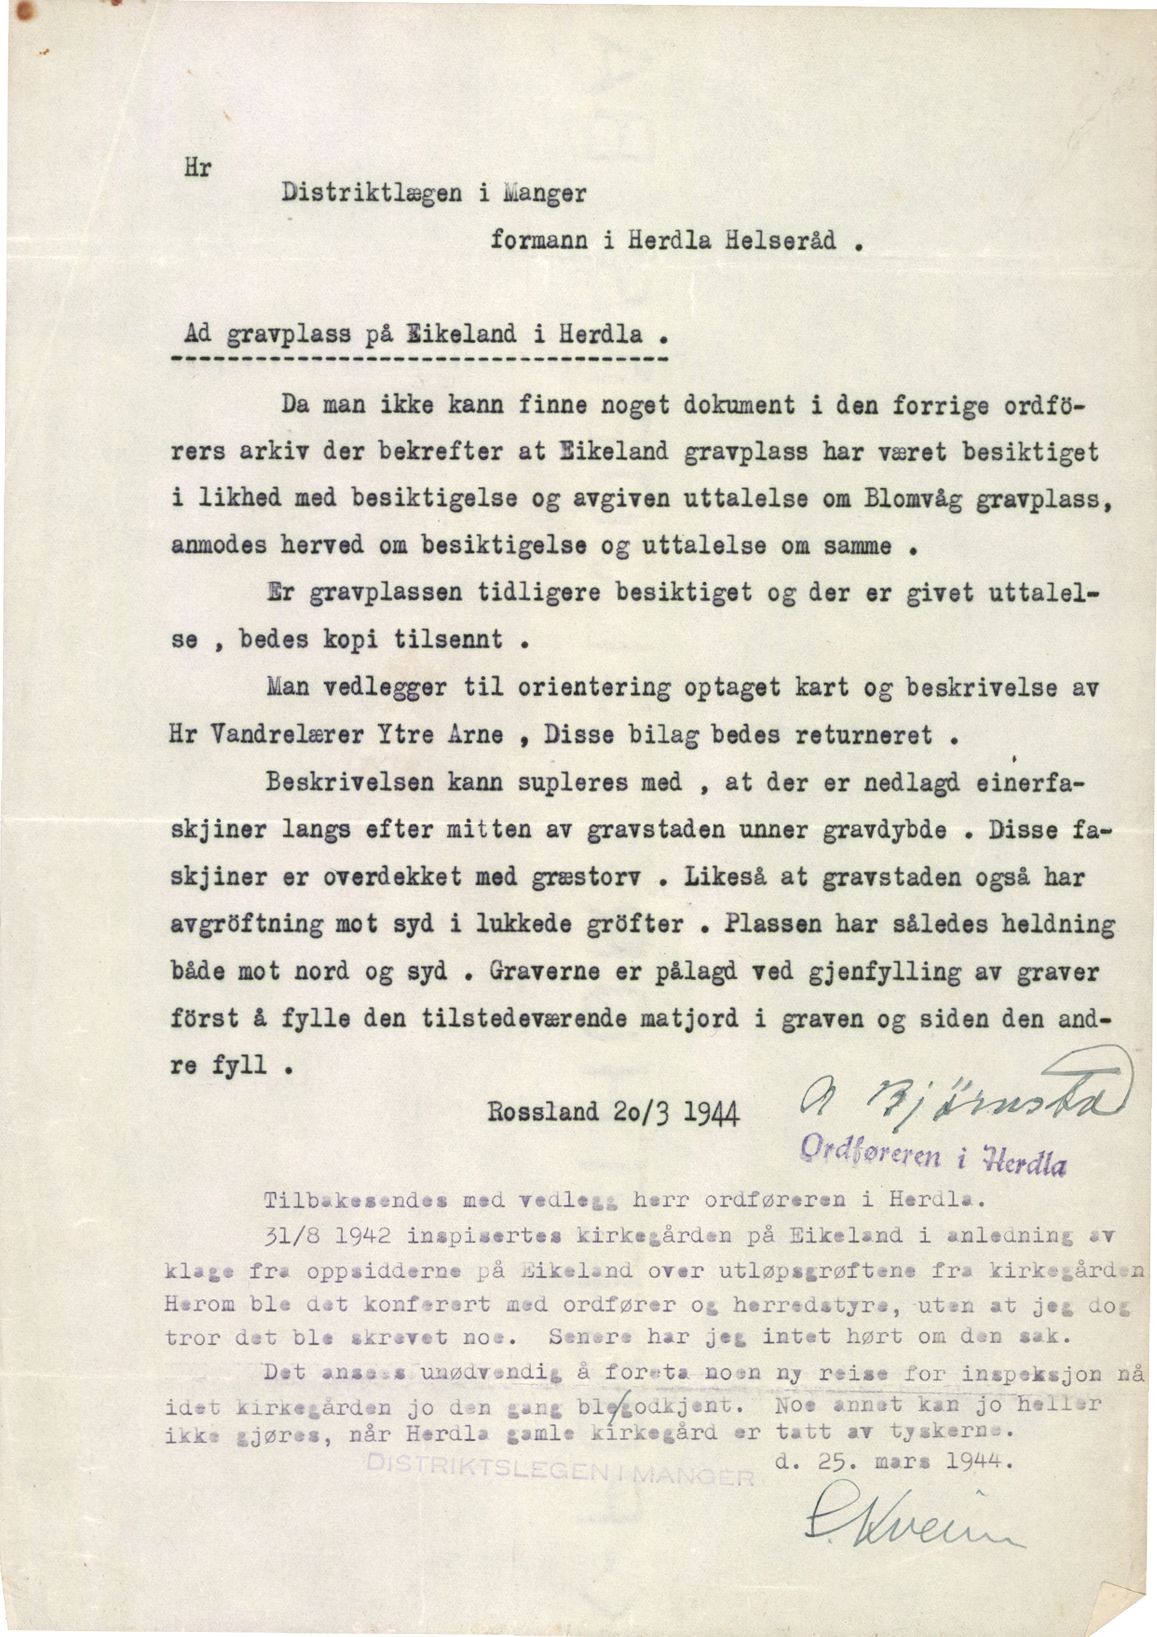 Hr
Distriktlægen i Manger
formann i Herdla Helseråd .
Ad gravplass på Eikeland i Herdla .
Da man ikke kann finne noget dokument i den forrige ordfö-
rers arkiv der bekrefter at Eikeland gravplass har været besiktiget
i likhed med besiktigelse og avgiven uttalelse om Blomvåg gravplass,
anmodes herved om besiktigelse og uttalelse om samme .
Er gravplassen tidligere besiktiget og der er givet uttalel-
se , bedes kopi tilsennt .
Man vedlegger til orientering optaget kart og beskrivelse av
Hr Vandrelærer Ytre Arne , Disse bilag bedes returneret .
Beskrivelsen kann supleres med , at der er nedlagd einerfa-
skjiner langs efter mitten av gravstaden unner gravdybde . Disse fa-
skjiner er overdekket med græstorv . Likeså at gravstaden også har
avgröftning mot syd i lukkede gröfter . Plassen har således heldning
både mot nord og syd . Graverne er pålagd ved gjenfylling av graver
först å fylle den tilstedeværende matjord i graven og siden den and-
re fyll .
Rossland 2o/3 1944
A Bjørnstad
Ordføreren i Herdla
Tilbakesendes med vedlegg herr ordføreren i Herdla.
31/8 1942 inspisertes kirkegården på Eikeland i anledning av
klage fra oppsidderne på Eikeland over utløpsgrøftene fra kirkegården
Herom ble det konferert med ordfører og herredstyre, uten at jeg dog
tror det ble skrevet noe. Senere har jeg intet hørt om den sak.
Det ansees unødvendig å foreta noen ny reise for inspeksjon nå
idet kirkegården jo den gang ble/godkjent. Noe annet kan jo heller
ikke gjøres, når Herdla gamle kirkegård er tatt av tyskerne.
d. 25. mars 1944.
DISTRIKTSLEGEN I MANGER
Kveim